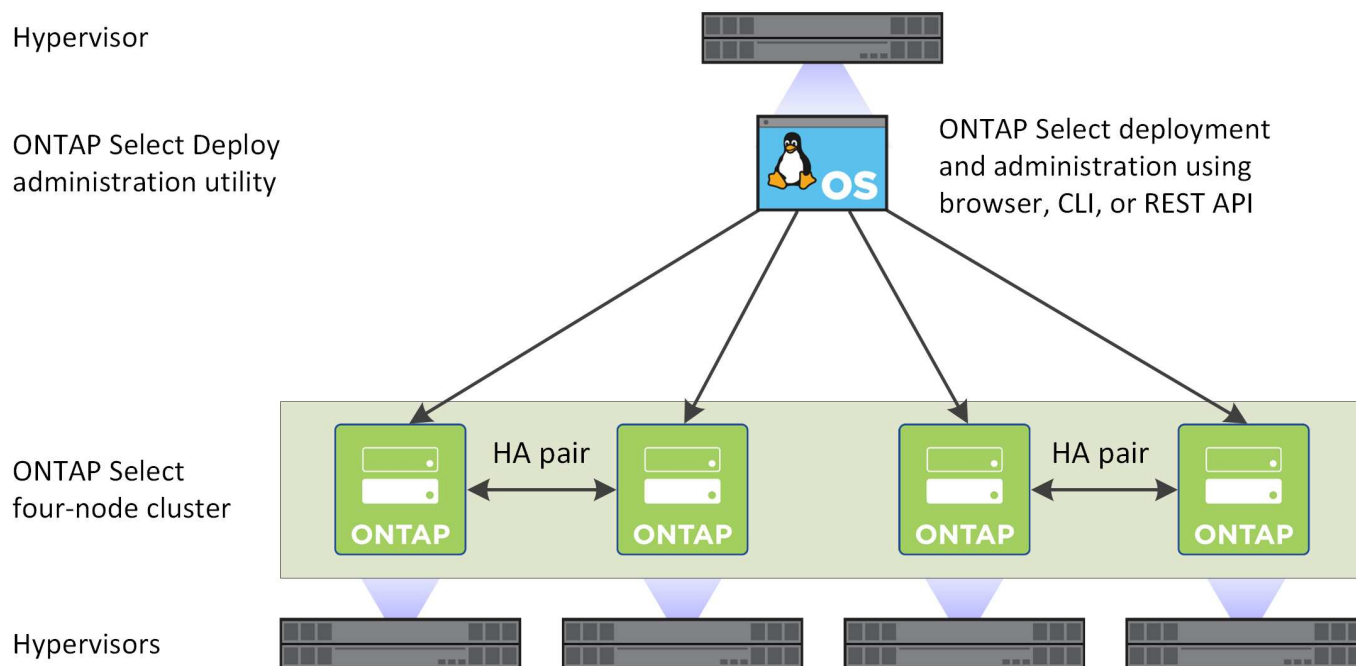 Hypervisor
ONTAP Select Deploy
administration utility
OS
ONTAP Select deployment
and administration using
browser, CLI, or REST API
ONTAP Select
four-node cluster
HA pair
HA pair
ONTAP
ONTAP
ONTAP
ONTAP
Hypervisors